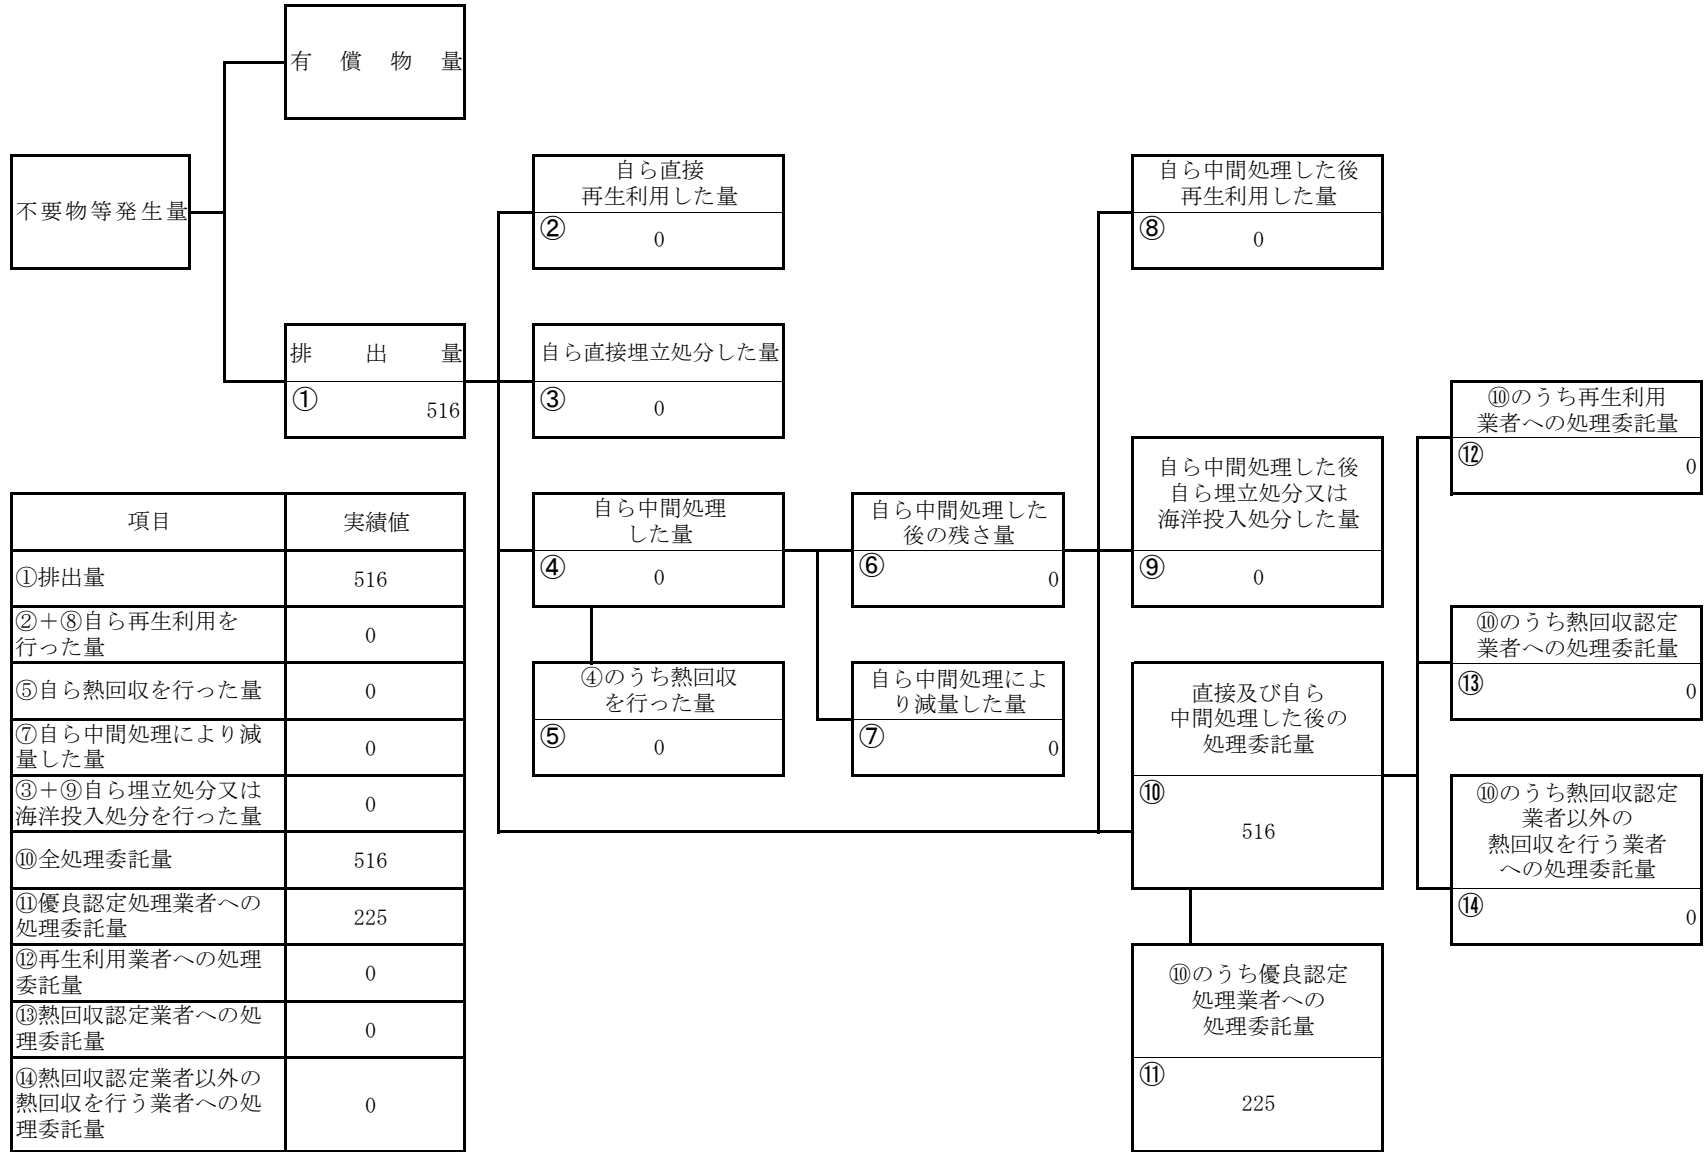 有償物量
不要物等発生量
自ら直接
再生利用した量
② 0
自ら中間処理した後
再生利用した量
⑧ 0
排出量
① 516
自ら直接埋立処分した量
③ 0
⑩のうち再生利用
業者への処理委託量
⑫ 0
自ら中間処理した後
自ら埋立処分又は
海洋投入処分した量
⑨ 0
自ら中間処理
した量
④ 0
自ら中間処理した
後の残さ量
⑥ 0
⑩のうち熱回収認定
業者への処理委託量
⑬ 0
④のうち熱回収
を行った量
⑤ 0
自ら中間処理によ
り減量した量
⑦ 0
直接及び自ら
中間処理した後の
処理委託量
⑩
516
⑩のうち熱回収認定
業者以外の
熱回収を行う業者
への処理委託量
⑭ 0
⑩のうち優良認定
処理業者への
処理委託量
⑪
225
項目 実績値
①排出量 516
②+⑧自ら再生利用を
行った量 0
⑤自ら熱回収を行った量 0
⑦自ら中間処理により減
量した量 0
③+⑨自ら埋立処分又は
海洋投入処分を行った量 0
⑩全処理委託量 516
⑪優良認定処理業者への
処理委託量 225
⑫再生利用業者への処理
委託量 0
⑬熱回収認定業者への処
理委託量 0
⑭熱回収認定業者以外の
熱回収を行う業者への処
理委託量 0